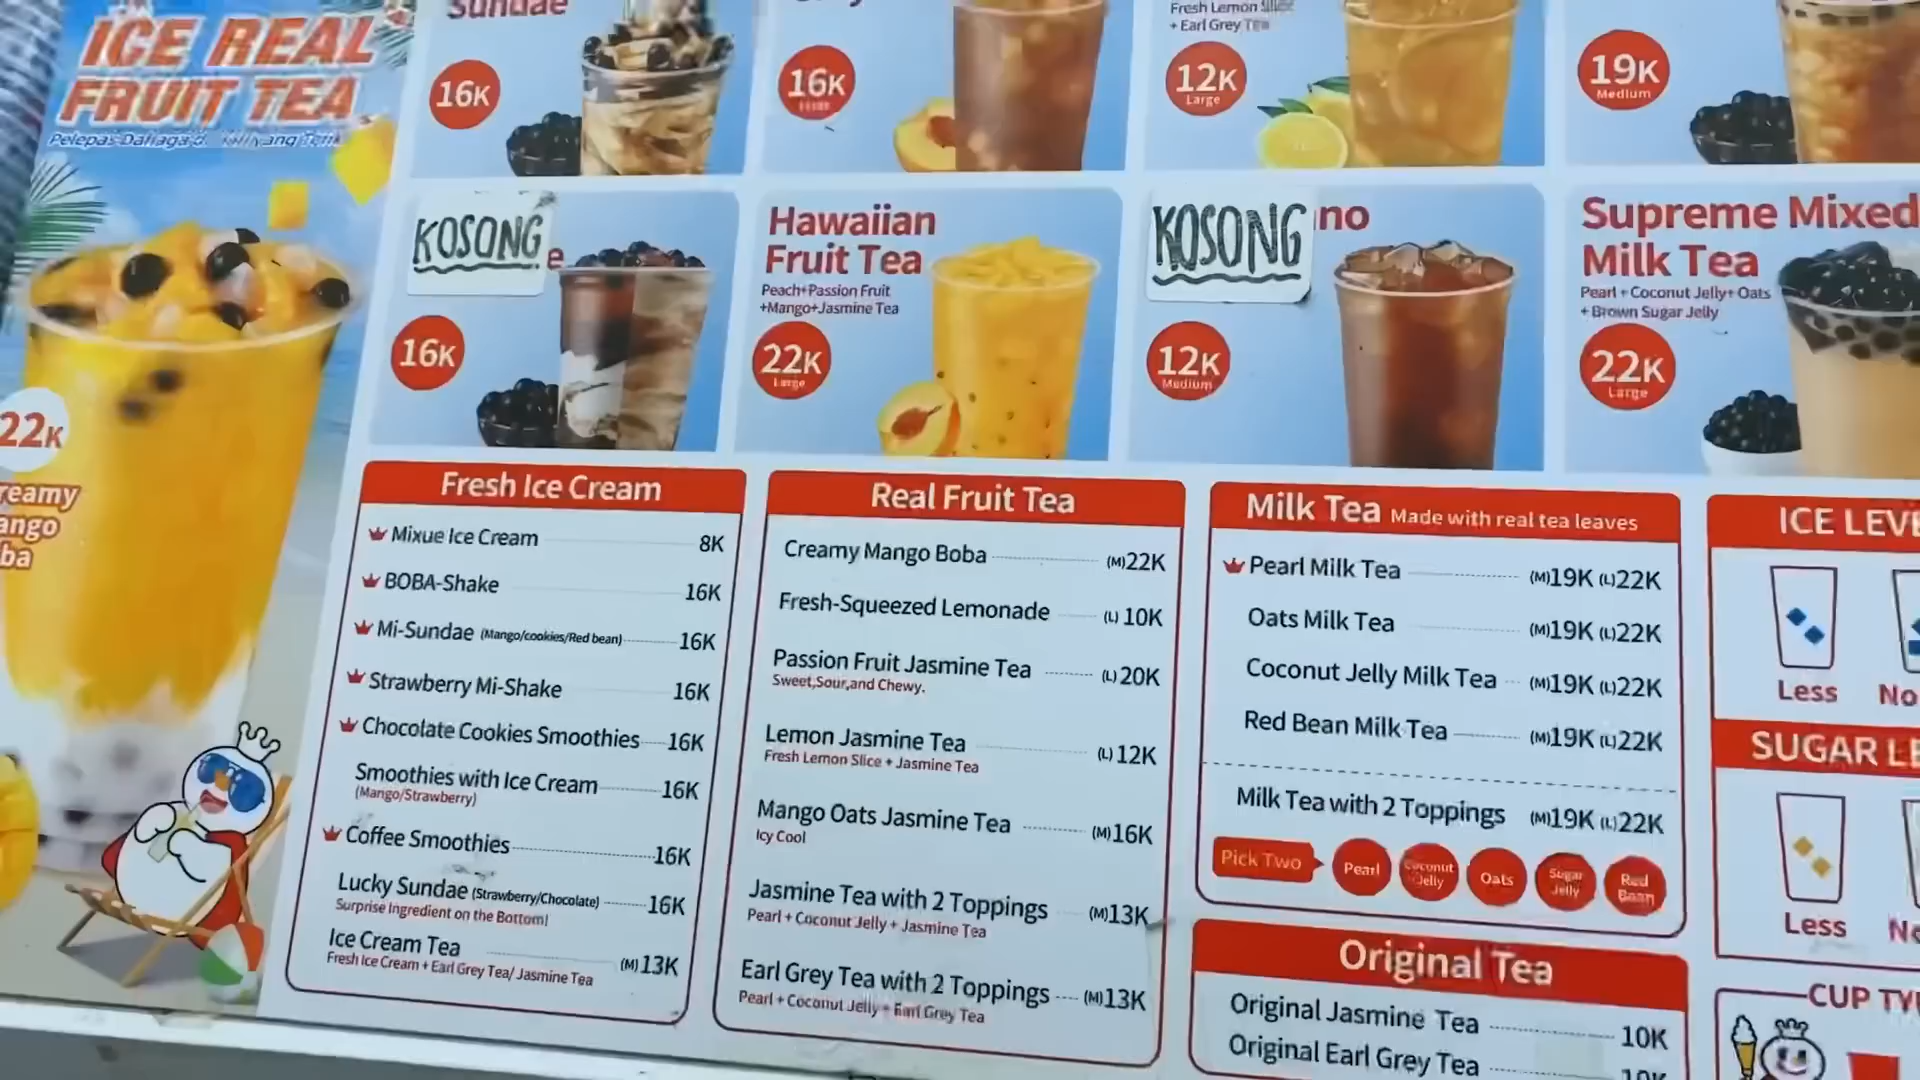 ICE REAL
FRUIT TEA
22K
Sundae
16K
16K
Fresh Lemon Slice
+ Earl Grey Tea
12K
Large
19K
Medium
KOSONG
e
16K
Hawaiian
Fruit Tea
Peach+Passion Fruit
+Mango+Jasmine Tea
22K
Large
KOSONG
no
12K
Medium
Supreme Mixed
Milk Tea
Pearl + Coconut Jelly+ Oats
+ Brown Sugar Jelly
22K
Large
reamy
ango
ba
Fresh Ice Cream
Mixue Ice Cream 8K
BOBA-Shake 16K
Mi-Sundae (Mango/cookies/Red bean) 16K
Strawberry Mi-Shake 16K
Chocolate Cookies Smoothies 16K
Smoothies with Ice Cream 16K
(Mango/Strawberry)
Coffee Smoothies 16K
Lucky Sundae (Strawberry/Chocolate) 16K
Surprise Ingredient on the Bottom!
Ice Cream Tea (M)13K
Fresh Ice Cream + Earl Grey Tea/ Jasmine Tea
Real Fruit Tea
Creamy Mango Boba (M)22K
Fresh-Squeezed Lemonade (L)10K
Passion Fruit Jasmine Tea (L)20K
Sweet,Sour,and Chewy.
Lemon Jasmine Tea (L)12K
Fresh Lemon Slice + Jasmine Tea
Mango Oats Jasmine Tea (M)16K
Icy Cool
Jasmine Tea with 2 Toppings (M)13K
Pearl + Coconut Jelly + Jasmine Tea
Earl Grey Tea with 2 Toppings (M)13K
Pearl + Coconut Jelly + Earl Grey Tea
Milk Tea Made with real tea leaves
Pearl Milk Tea (M)19K (L)22K
Oats Milk Tea (M)19K (L)22K
Coconut Jelly Milk Tea (M)19K (L)22K
Red Bean Milk Tea (M)19K (L)22K
Milk Tea with 2 Toppings (M)19K (L)22K
Pick Two Pearl Coconut Jelly Oats Sugar Jelly Red Bean
Original Tea
Original Jasmine Tea 10K
Original Earl Grey Tea 10K
ICE LEVE
Less No
SUGAR LE
Less No
CUP TY